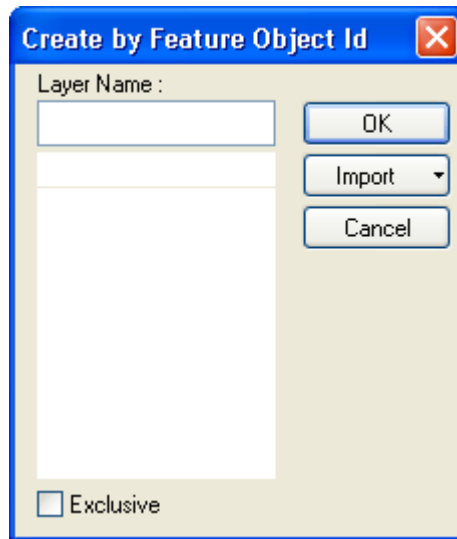 Create by Feature Object Id
Layer Name :
OK
Import
Cancel
Exclusive